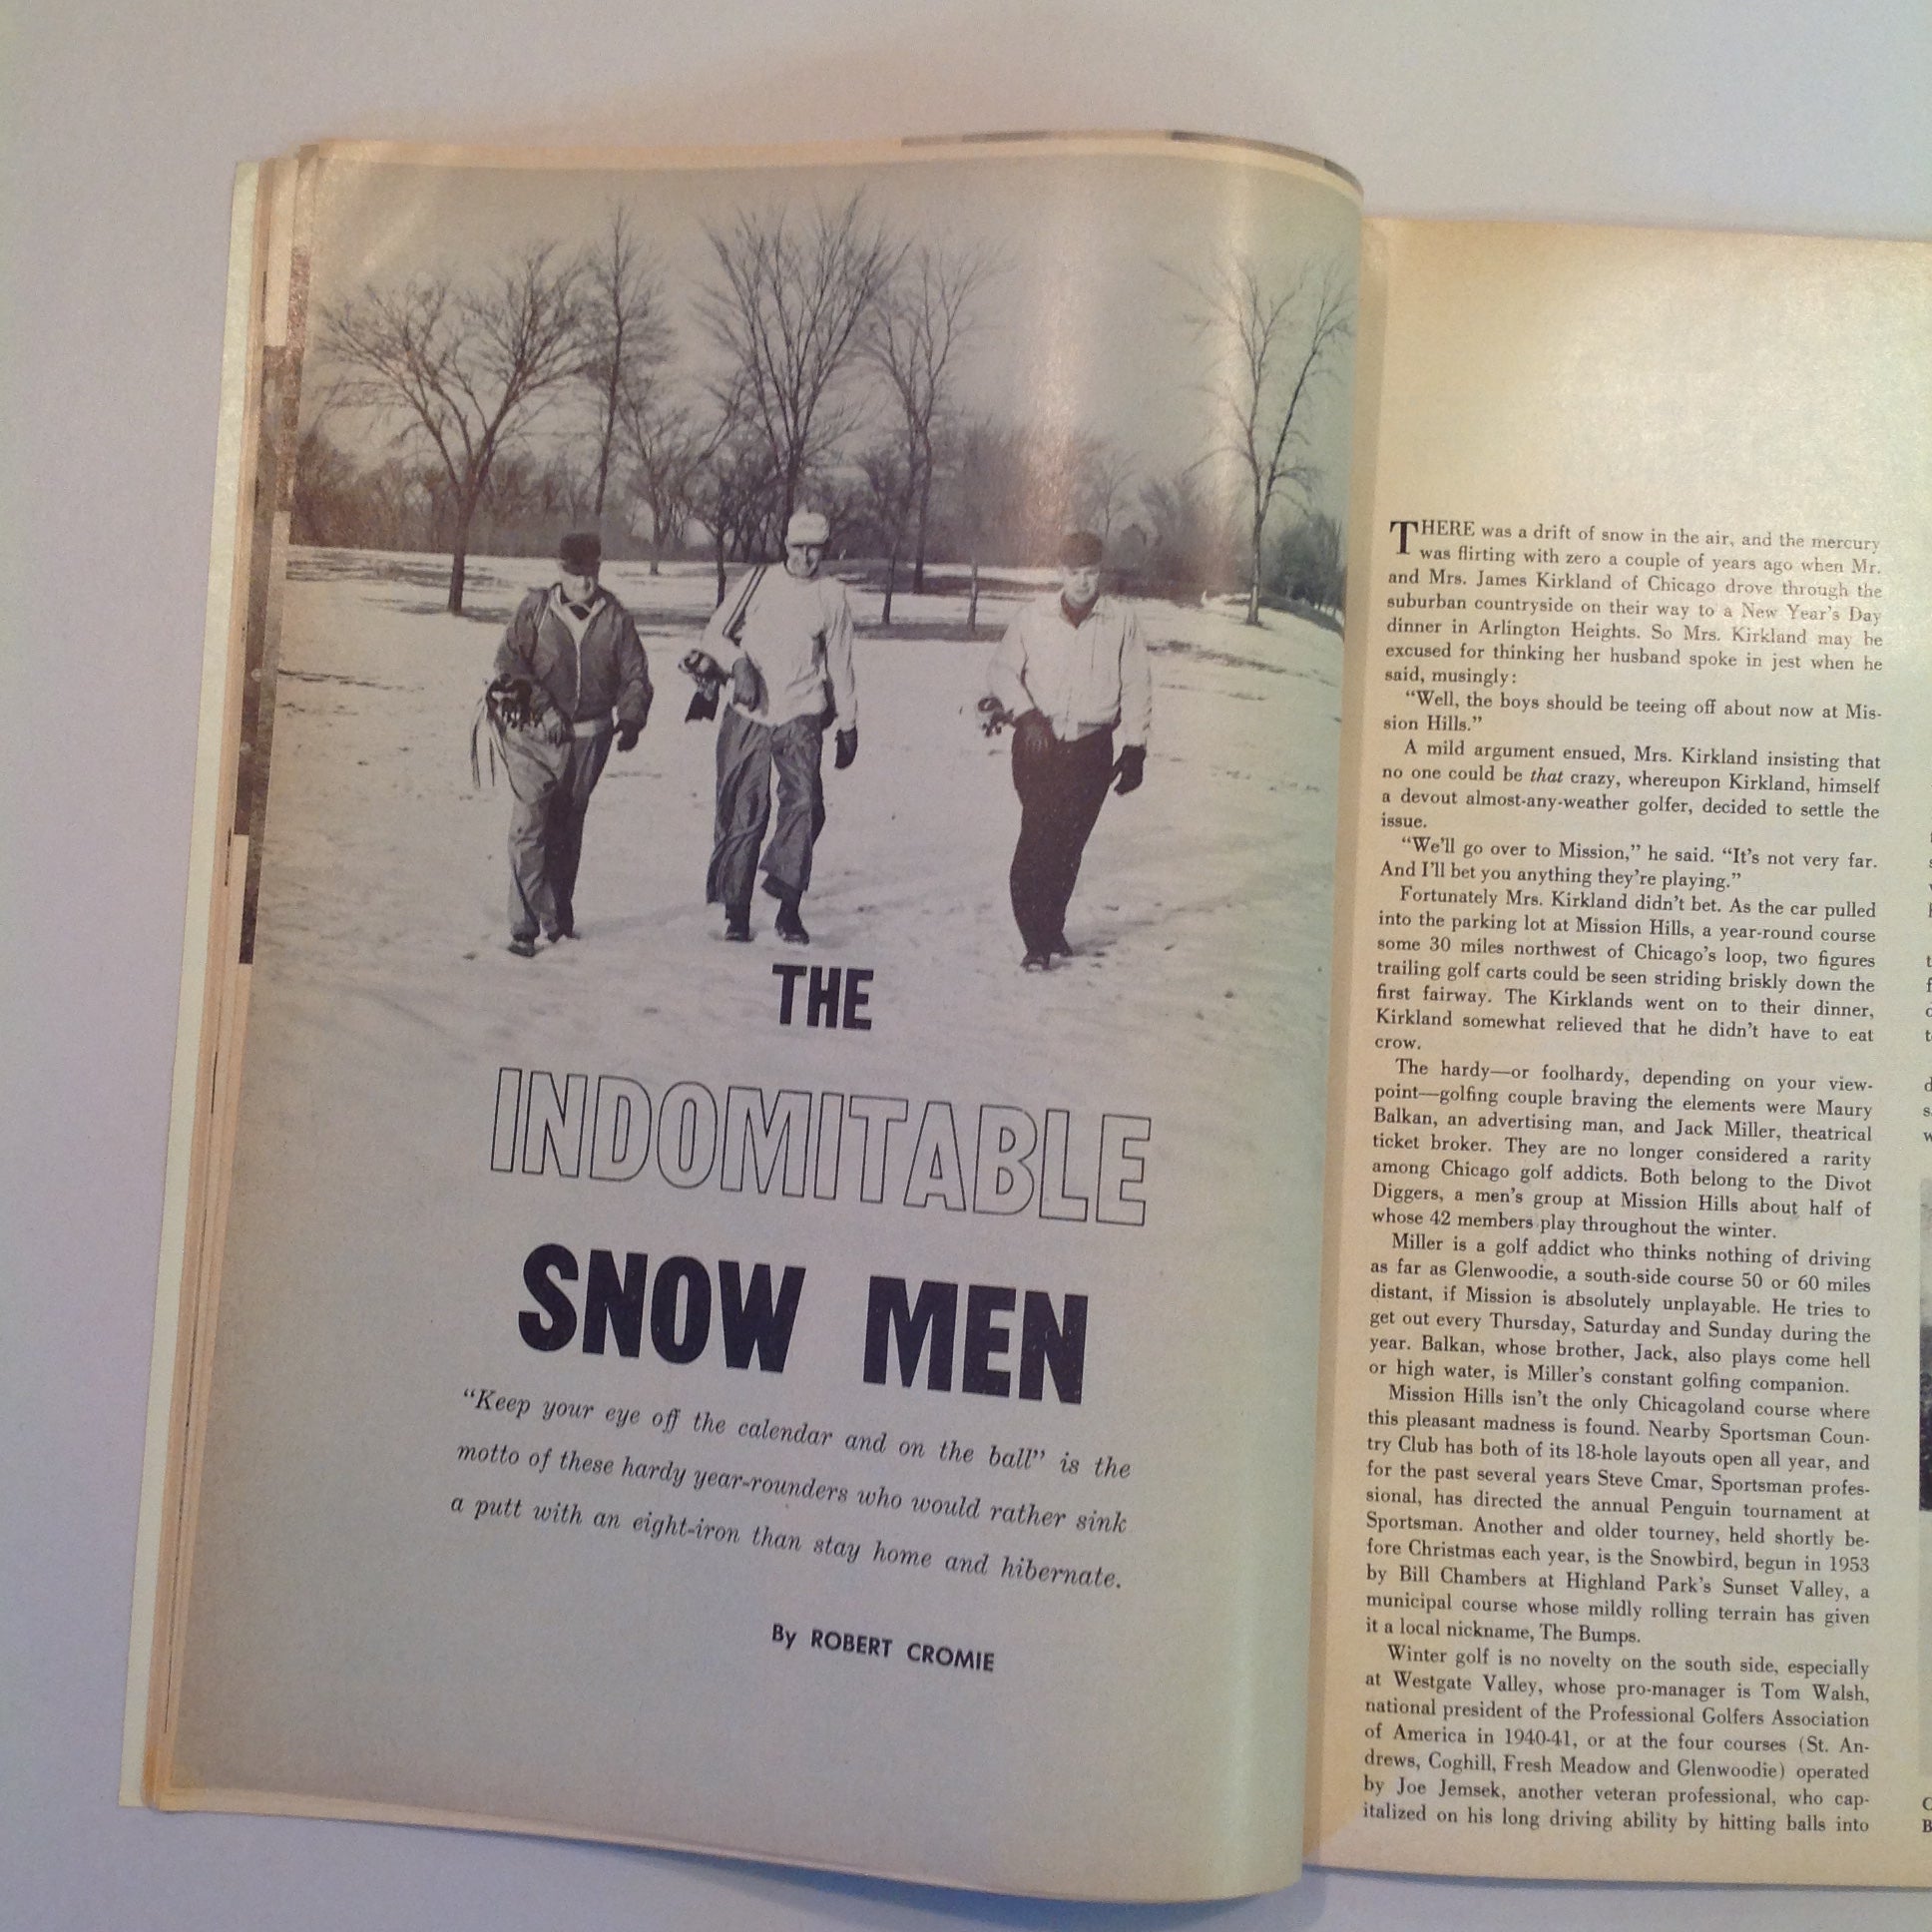 THE
INDOMITABLE
SNOW MEN
“Keep your eye off the calendar and on the ball” is the
motto of these hardy year-rounders who would rather sink
a putt with an eight-iron than stay home and hibernate.
By ROBERT CROMIE
THERE was a drift of snow in the air, and the mercury
was flirting with zero a couple of years ago when Mr.
and Mrs. James Kirkland of Chicago drove through the
suburban countryside on their way to a New Year’s Day
dinner in Arlington Heights. So Mrs. Kirkland may be
excused for thinking her husband spoke in jest when he
said, musingly:
“Well, the boys should be teeing off about now at Mis-
sion Hills.”
A mild argument ensued, Mrs. Kirkland insisting that
no one could be that crazy, whereupon Kirkland, himself
a devout almost-any-weather golfer, decided to settle the
issue.
“We’ll go over to Mission,” he said. “It’s not very far.
And I’ll bet you anything they’re playing.”
Fortunately Mrs. Kirkland didn’t bet. As the car pulled
into the parking lot at Mission Hills, a year-round course
some 30 miles northwest of Chicago’s loop, two figures
trailing golf carts could be seen striding briskly down the
first fairway. The Kirklands went on to their dinner,
Kirkland somewhat relieved that he didn’t have to eat
crow.
The hardy—or foolhardy, depending on your view-
point—golfing couple braving the elements were Maury
Balkan, an advertising man, and Jack Miller, theatrical
ticket broker. They are no longer considered a rarity
among Chicago golf addicts. Both belong to the Divot
Diggers, a men’s group at Mission Hills about half of
whose 42 members play throughout the winter.
Miller is a golf addict who thinks nothing of driving
as far as Glenwoodie, a south-side course 50 or 60 miles
distant, if Mission is absolutely unplayable. He tries to
get out every Thursday, Saturday and Sunday during the
year. Balkan, whose brother, Jack, also plays come hell
or high water, is Miller’s constant golfing companion.
Mission Hills isn’t the only Chicagoland course where
this pleasant madness is found. Nearby Sportsman Coun-
try Club has both of its 18-hole layouts open all year, and
for the past several years Steve Cmar, Sportsman profes-
sional, has directed the annual Penguin tournament at
Sportsman. Another and older tourney, held shortly be-
fore Christmas each year, is the Snowbird, begun in 1953
by Bill Chambers at Highland Park’s Sunset Valley, a
municipal course whose mildly rolling terrain has given
it a local nickname, The Bumps.
Winter golf is no novelty on the south side, especially
at Westgate Valley, whose pro-manager is Tom Walsh,
national president of the Professional Golfers Association
of America in 1940-41, or at the four courses (St. An-
drews, Coghill, Fresh Meadow and Glenwoodie) operated
by Joe Jemsek, another veteran professional, who cap-
italized on his long driving ability by hitting balls into